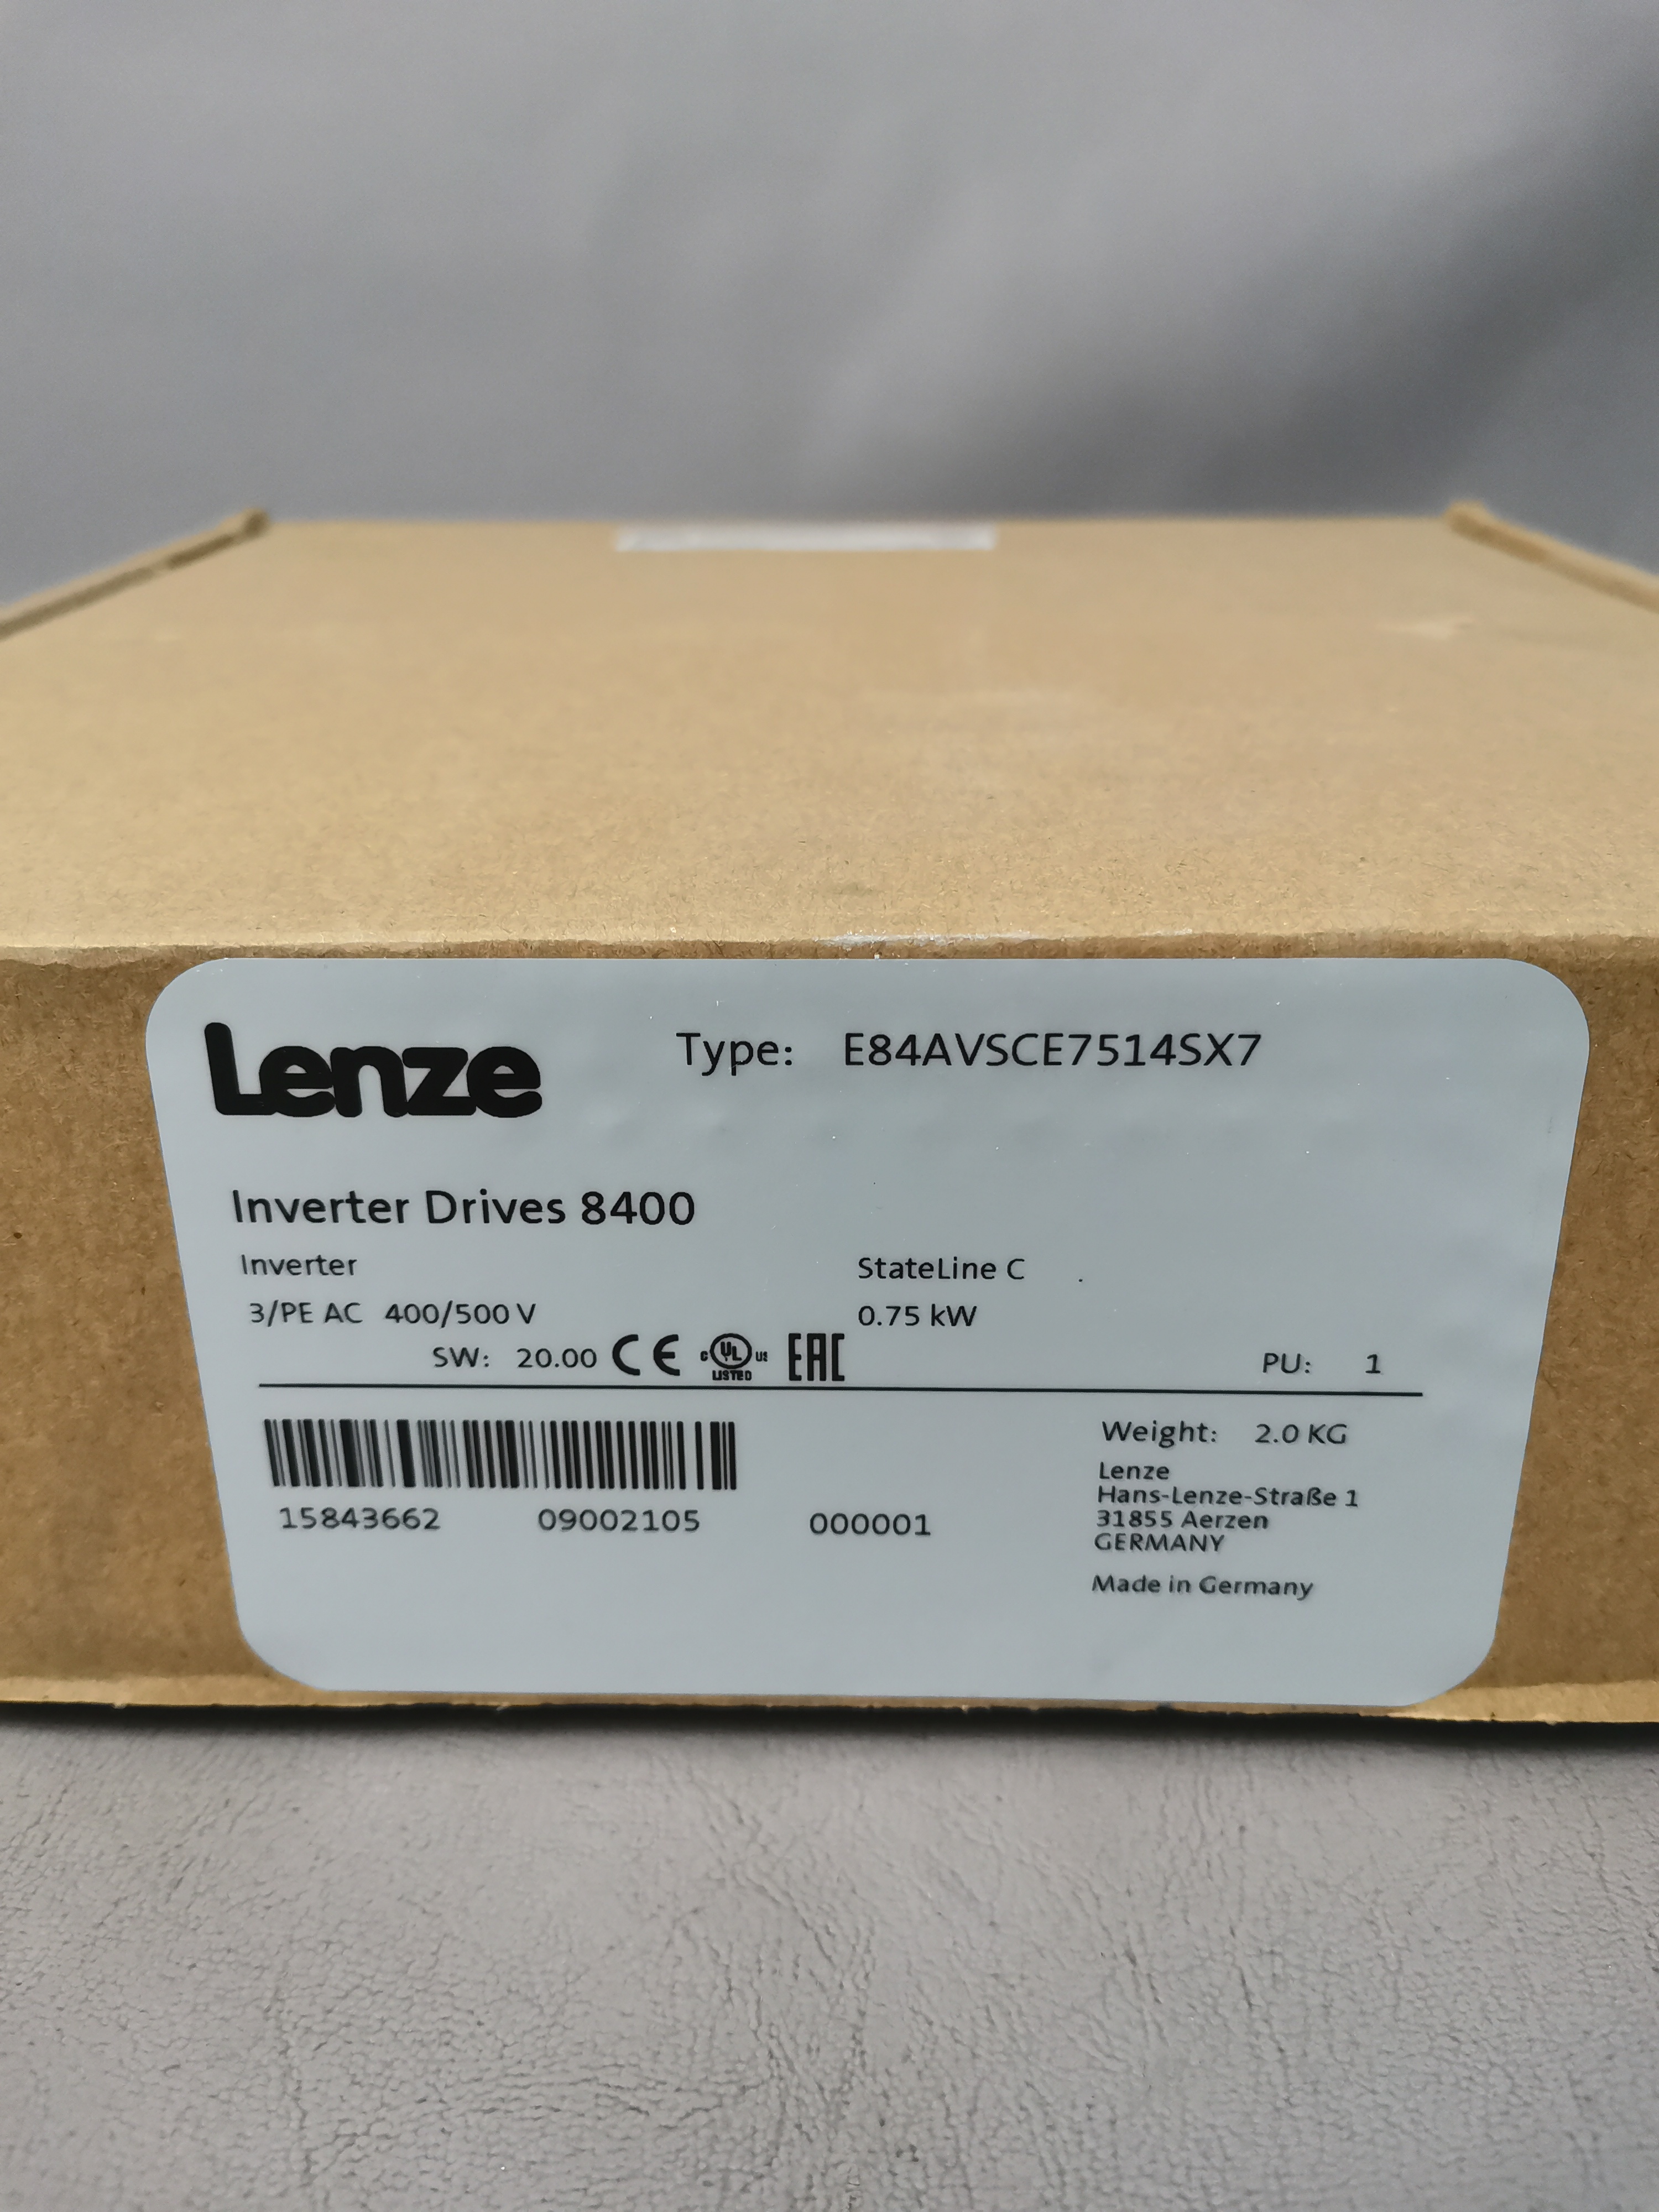 Lenze
Type: E84AVSCE7514SX7
Inverter Drives 8400
Inverter StateLine C
3/PE AC 400/500 V 0.75 kW
SW: 20.00 CE c UL us LISTED EAC PU: 1
Weight: 2.0 KG
15843662 09002105 000001
Lenze
Hans-Lenze-Straße 1
31855 Aerzen
GERMANY
Made in Germany